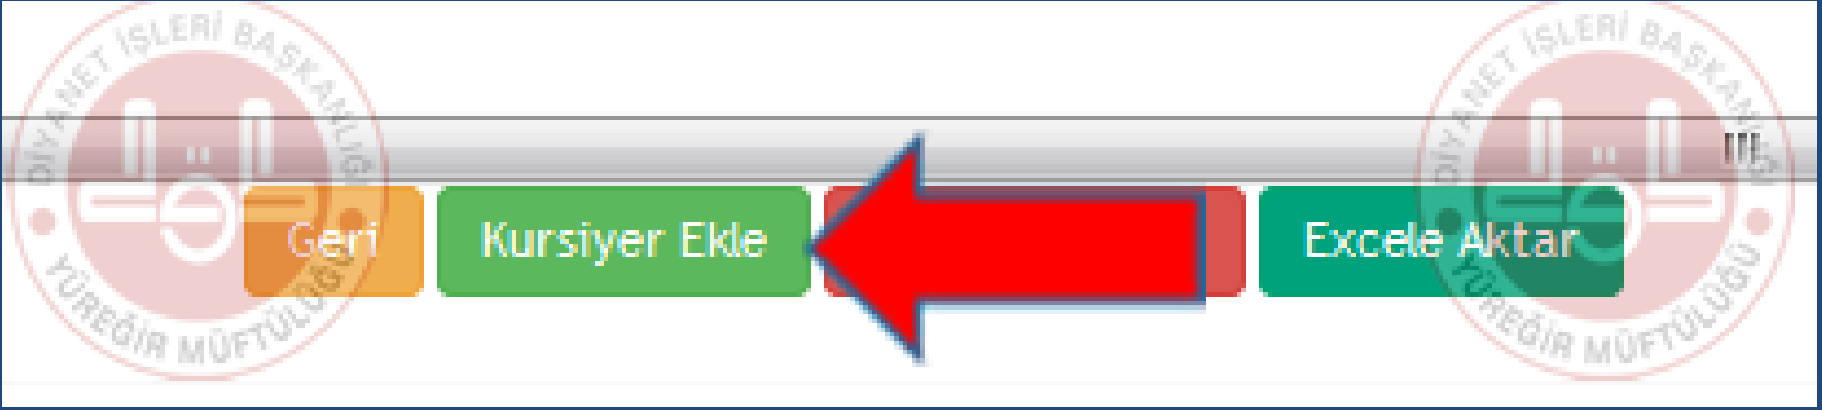 DİYANET İŞLERİ BAŞKANLIĞI
YÜREĞİR MÜFTÜLÜĞÜ
DİYANET İŞLERİ BAŞKANLIĞI
YÜREĞİR MÜFTÜLÜĞÜ
Geri Kursiyer Ekle Excele Aktar